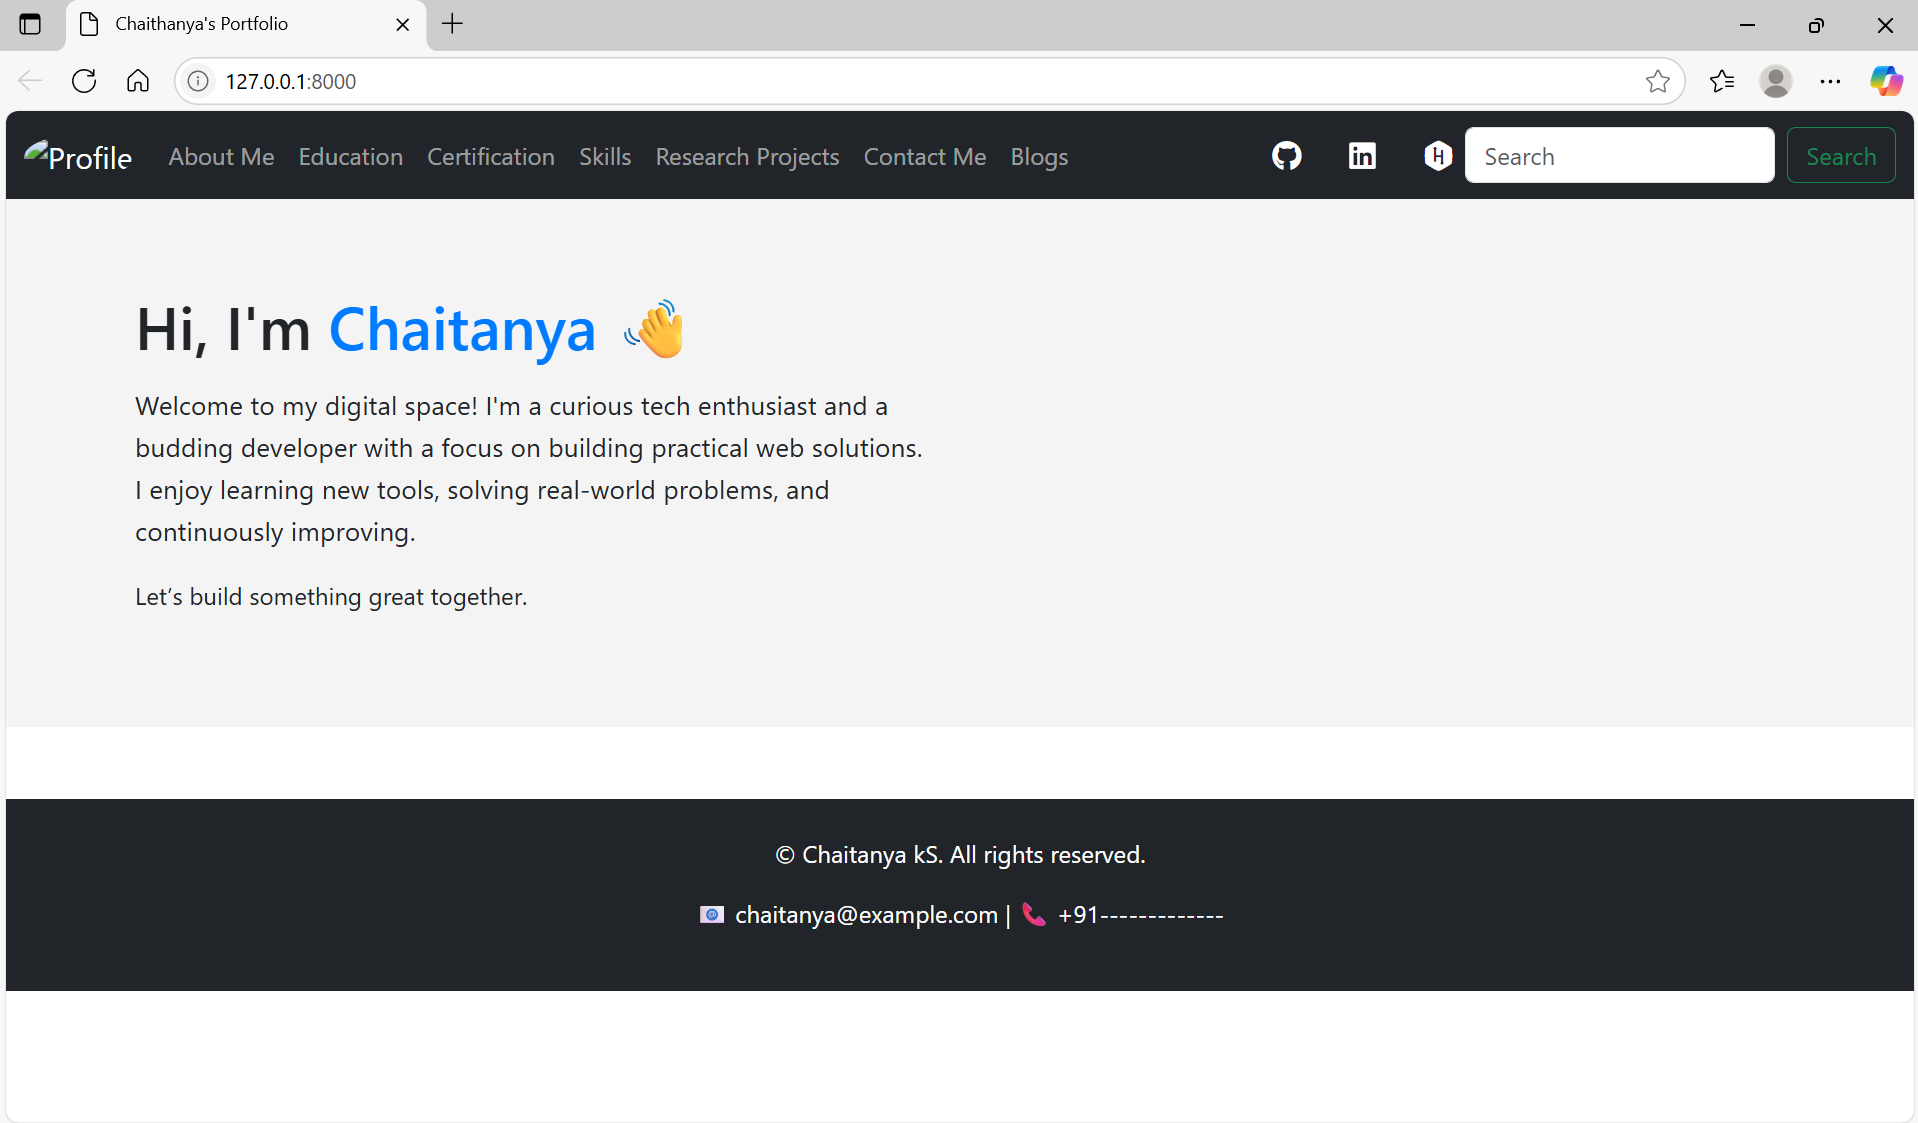 Chaithanya's Portfolio
127.0.0.1:8000
Profile About Me Education Certification Skills Research Projects Contact Me Blogs Search Search
Hi, I'm Chaitanya 👋
Welcome to my digital space! I'm a curious tech enthusiast and a
budding developer with a focus on building practical web solutions.
I enjoy learning new tools, solving real-world problems, and
continuously improving.
Let’s build something great together.
© Chaitanya kS. All rights reserved.
📧 chaitanya@example.com | 📞 +91-------------